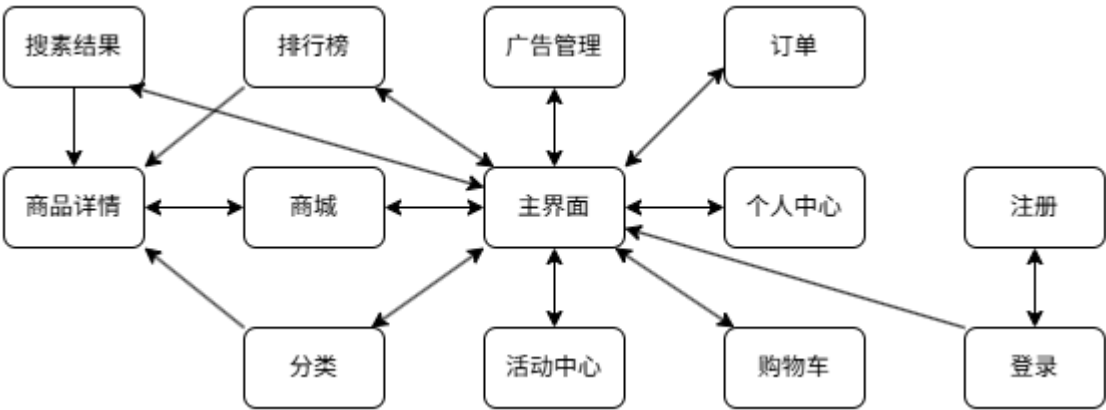 搜素结果
排行榜
广告管理
订单
商品详情
商城
主界面
个人中心
注册
分类
活动中心
购物车
登录